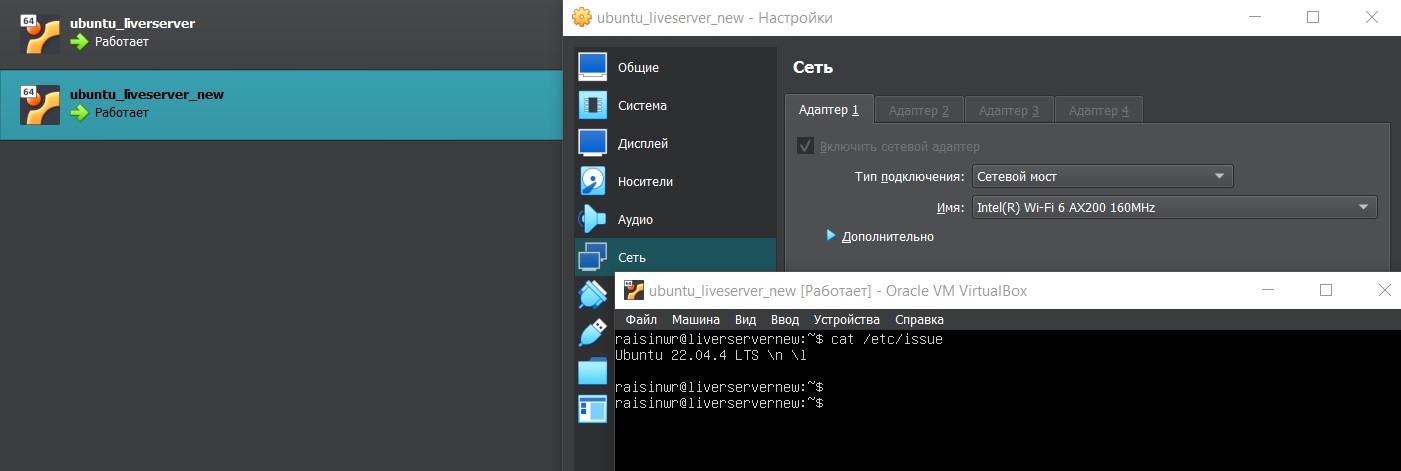 64
ubuntu_liverserver
Работает
64
ubuntu_liveserver_new
Работает
ubuntu_liveserver_new - Настройки
Общие
Система
Дисплей
Носители
Аудио
Сеть
Сеть
Адаптер 1
Адаптер 2
Адаптер 3
Адаптер 4
Включить сетевой адаптер
Тип подключения: Сетевой мост
Имя: Intel(R) Wi-Fi 6 AX200 160MHz
Дополнительно
ubuntu_liveserver_new [Работает] - Oracle VM VirtualBox
Файл Машина Вид Ввод Устройства Справка
raisinwr@liverservernew:~$ cat /etc/issue
Ubuntu 22.04.4 LTS \n \l
raisinwr@liverservernew:~$
raisinwr@liverservernew:~$